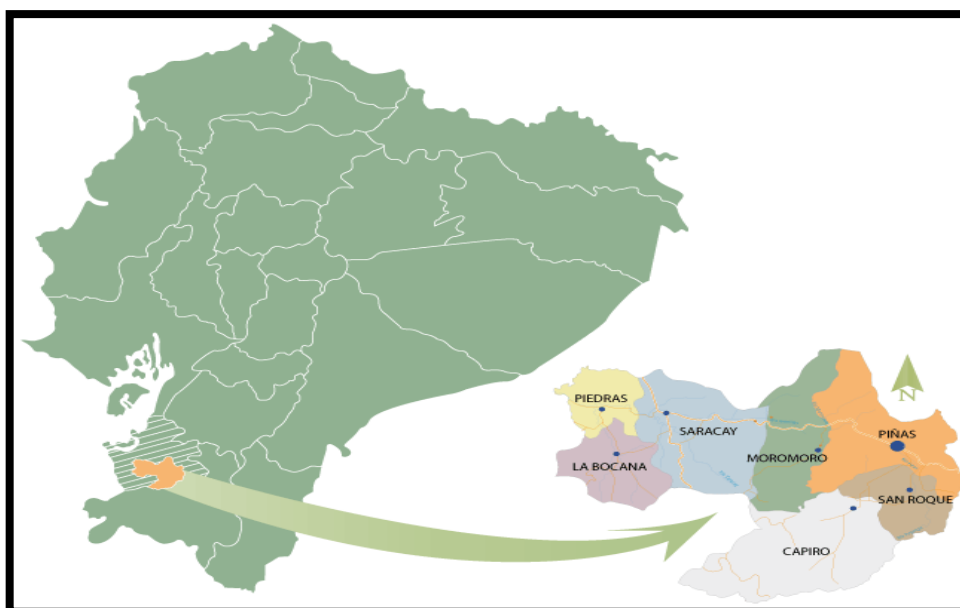 PIEDRAS
SARACAY
LA BOCANA
MOROMORO
PIÑAS
SAN ROQUE
CAPIRO
N